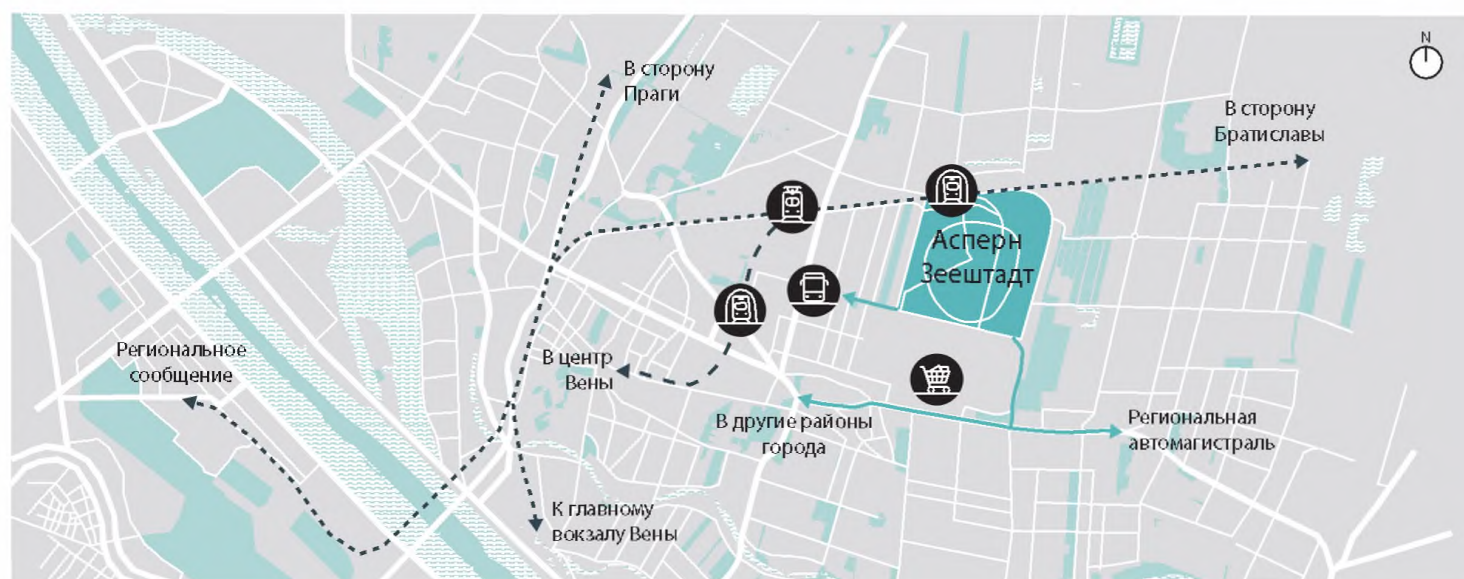 N
В сторону
Праги
В сторону
Братиславы
Асперн
Зеештадт
Региональное
сообщение
В центр
Вены
В другие районы
города
Региональная
автомагистраль
К главному
вокзалу Вены